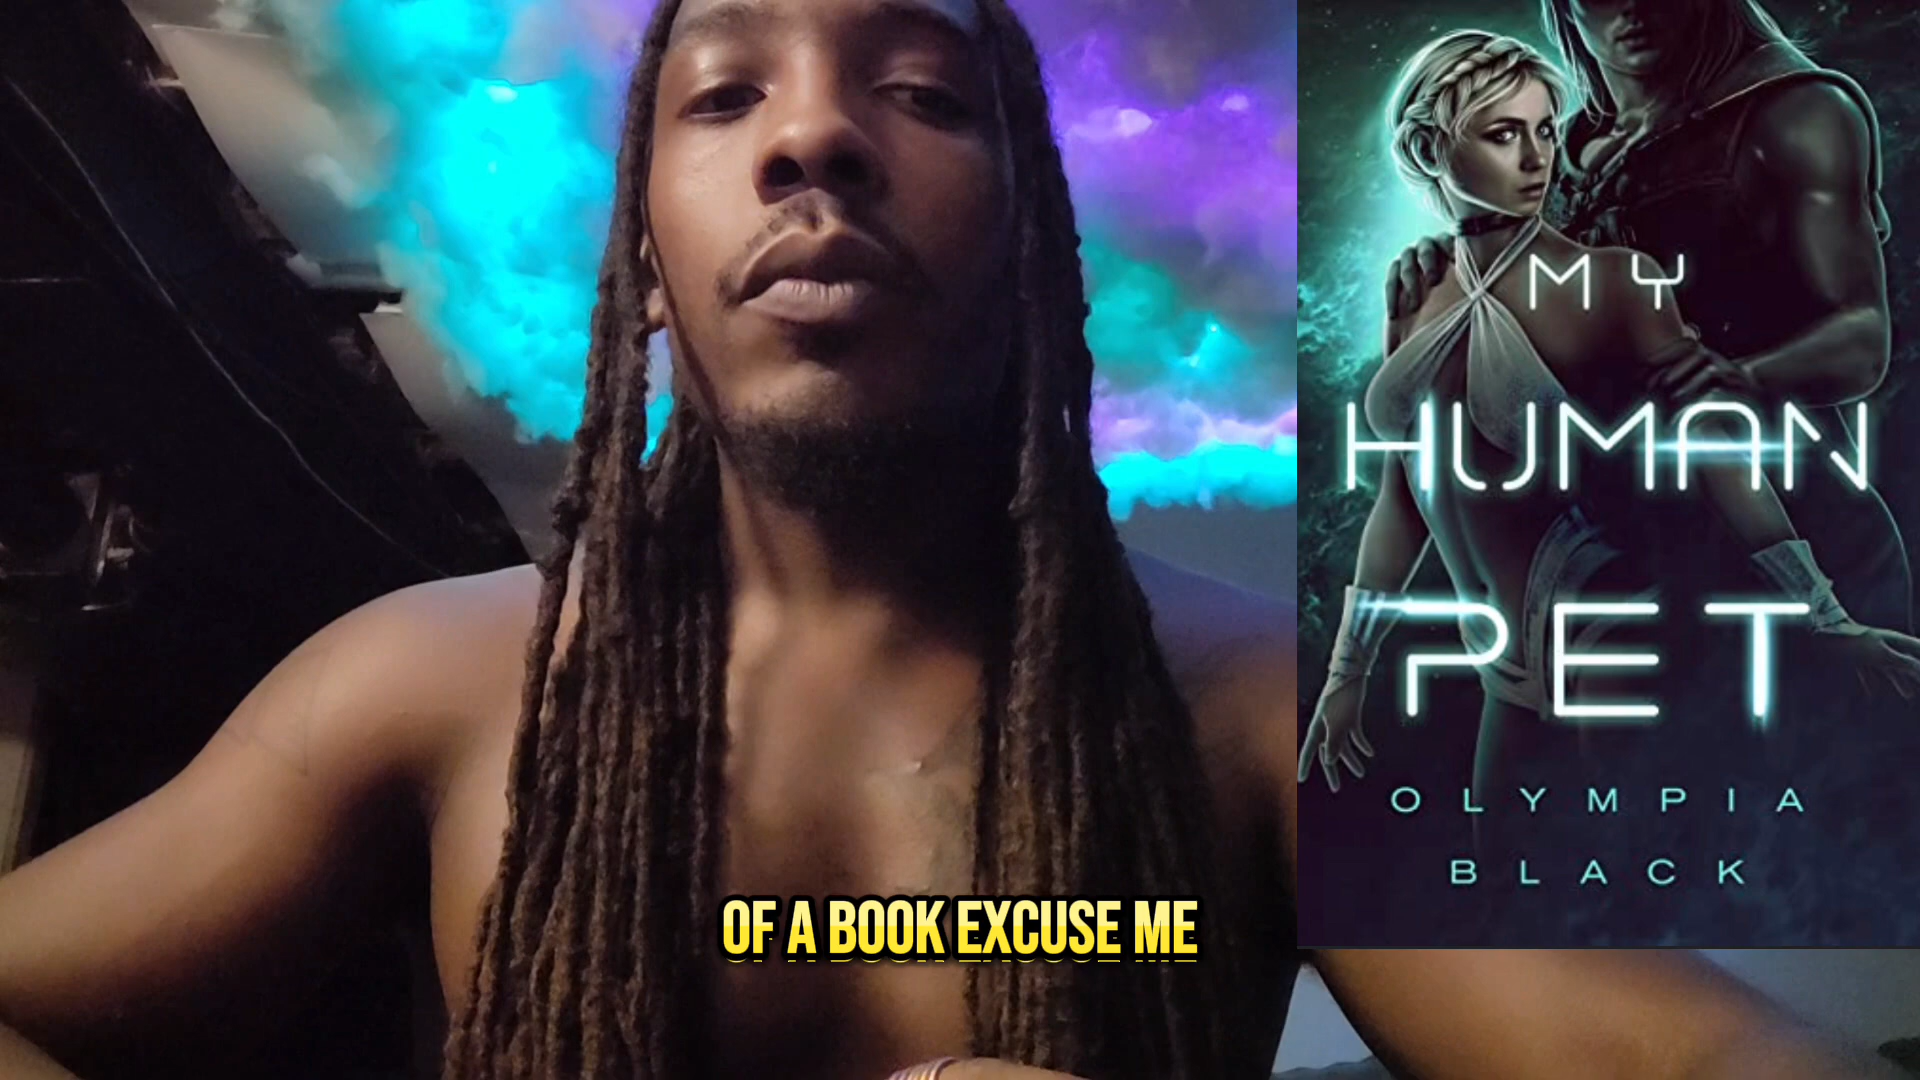 MY
HUMAN
PET
OLYMPIA
BLACK
OF A BOOK EXCUSE ME